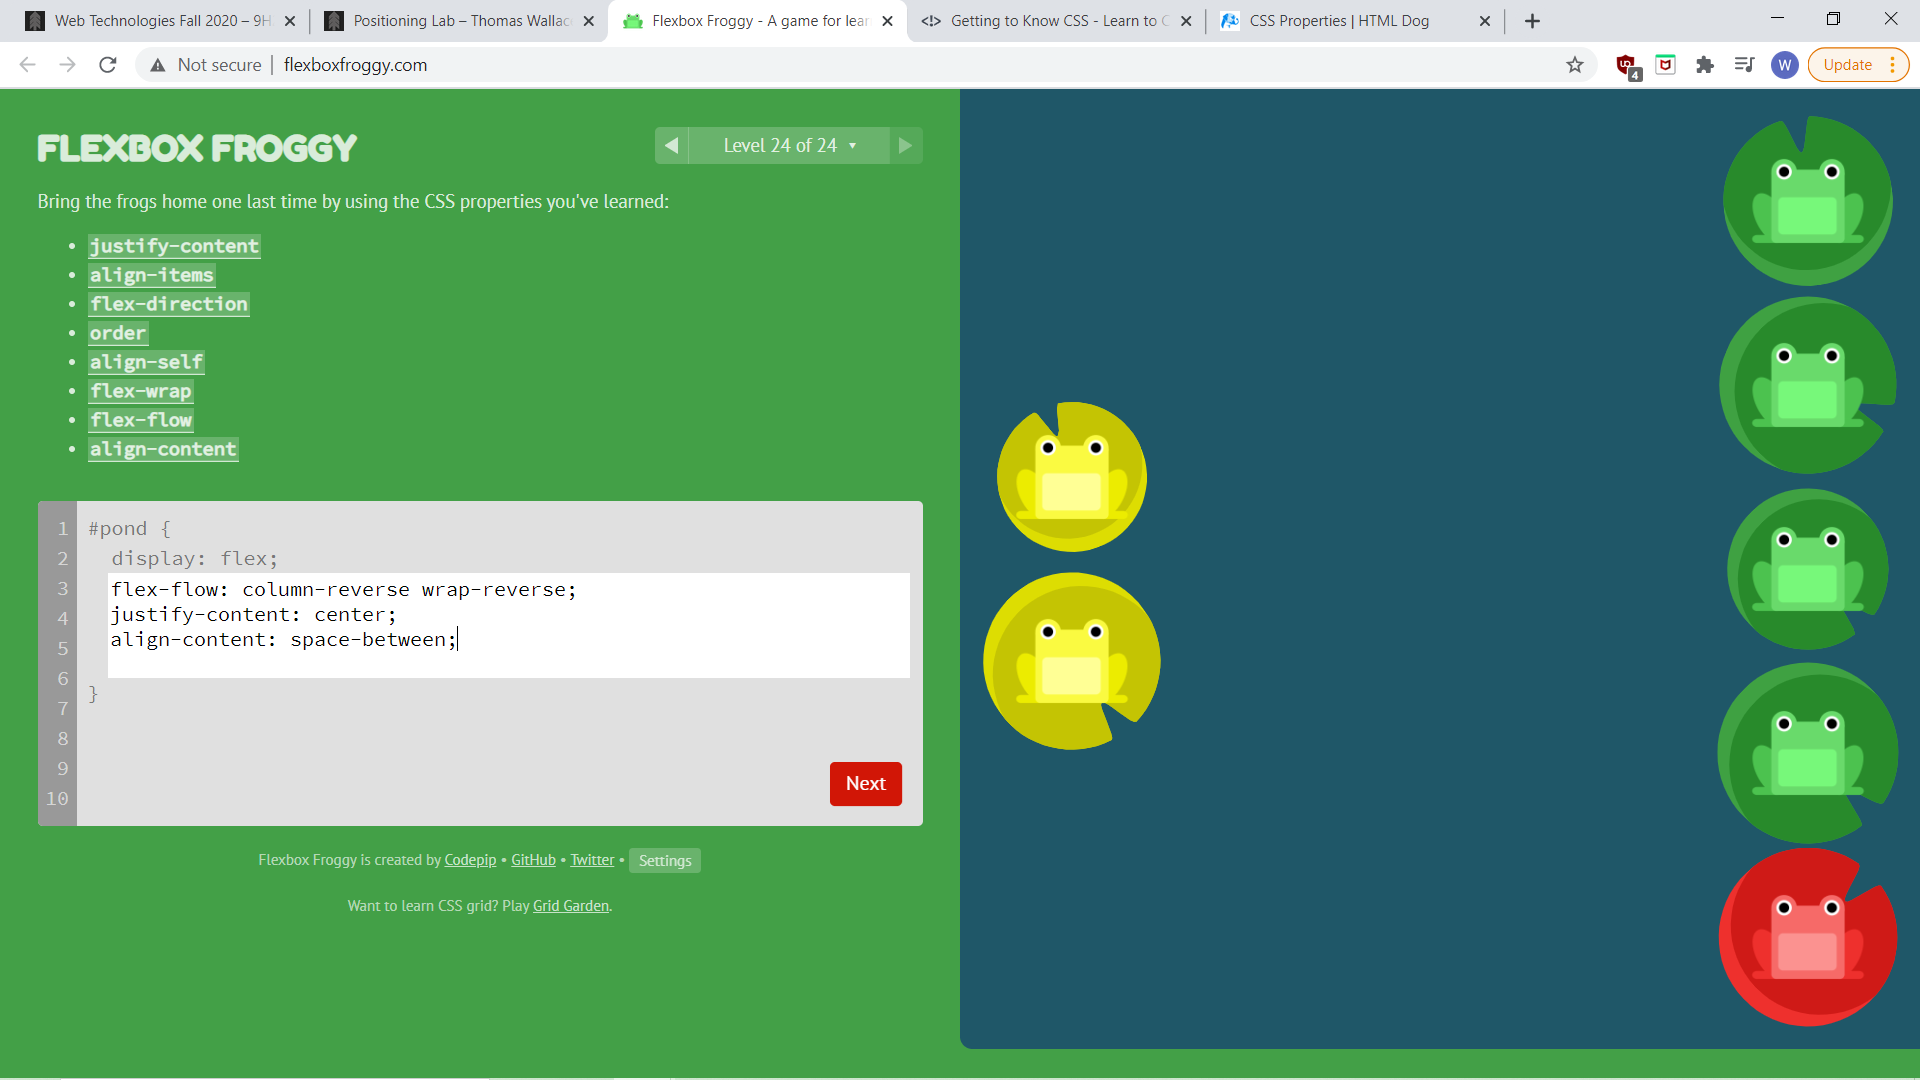 Web Technologies Fall 2020 – 9H
Positioning Lab – Thomas Wallac
Flexbox Froggy - A game for lear
<!> Getting to Know CSS - Learn to C
CSS Properties | HTML Dog
Not secure | flexboxfroggy.com
4
W
Update
FLEXBOX FROGGY
◀ Level 24 of 24 ▼ ▶
Bring the frogs home one last time by using the CSS properties you've learned:
• justify-content
• align-items
• flex-direction
• order
• align-self
• flex-wrap
• flex-flow
• align-content
1 #pond {
2 display: flex;
3 flex-flow: column-reverse wrap-reverse;
4 justify-content: center;
5 align-content: space-between;
6 }
7
8
9
10
Next
Flexbox Froggy is created by Codepip • GitHub • Twitter • Settings
Want to learn CSS grid? Play Grid Garden.